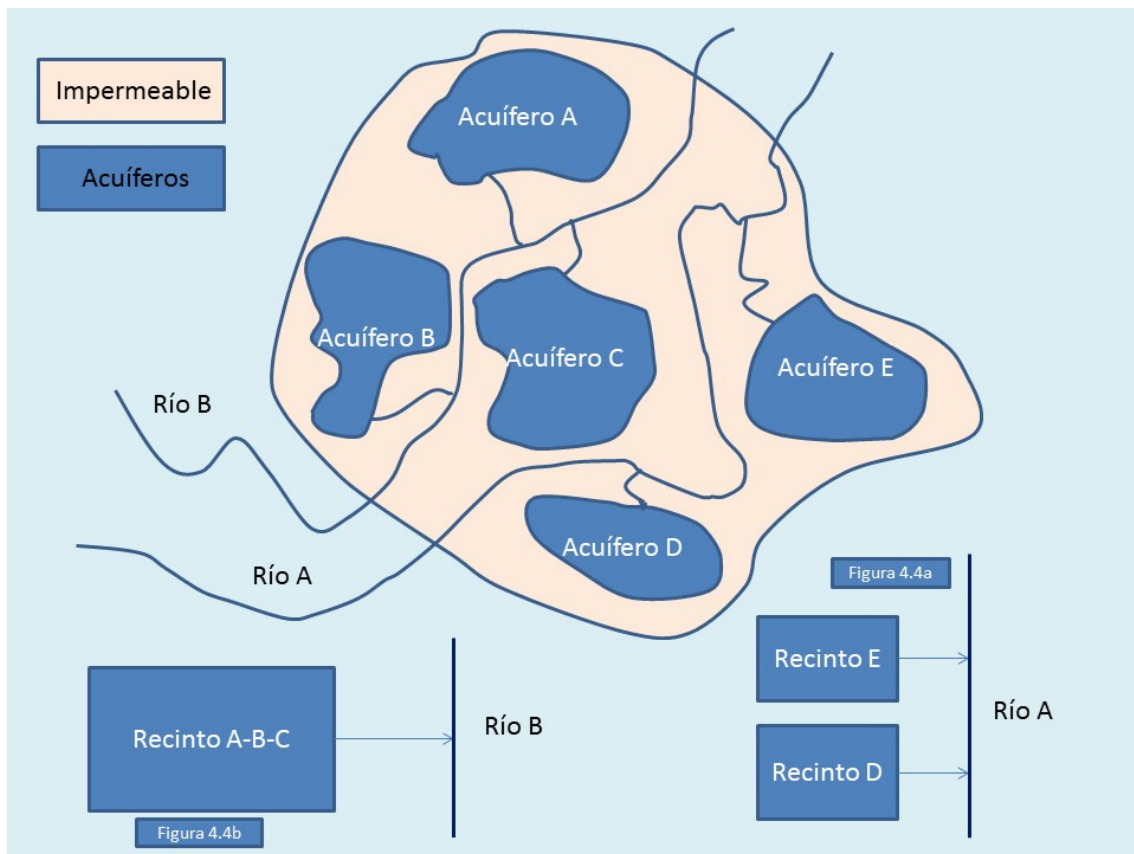 Impermeable
Acuíferos
Acuífero A
Acuífero B
Acuífero C
Acuífero E
Río B
Río A
Acuífero D
Figura 4.4a
Recinto E
Río A
Recinto D
Recinto A-B-C
Río B
Figura 4.4b